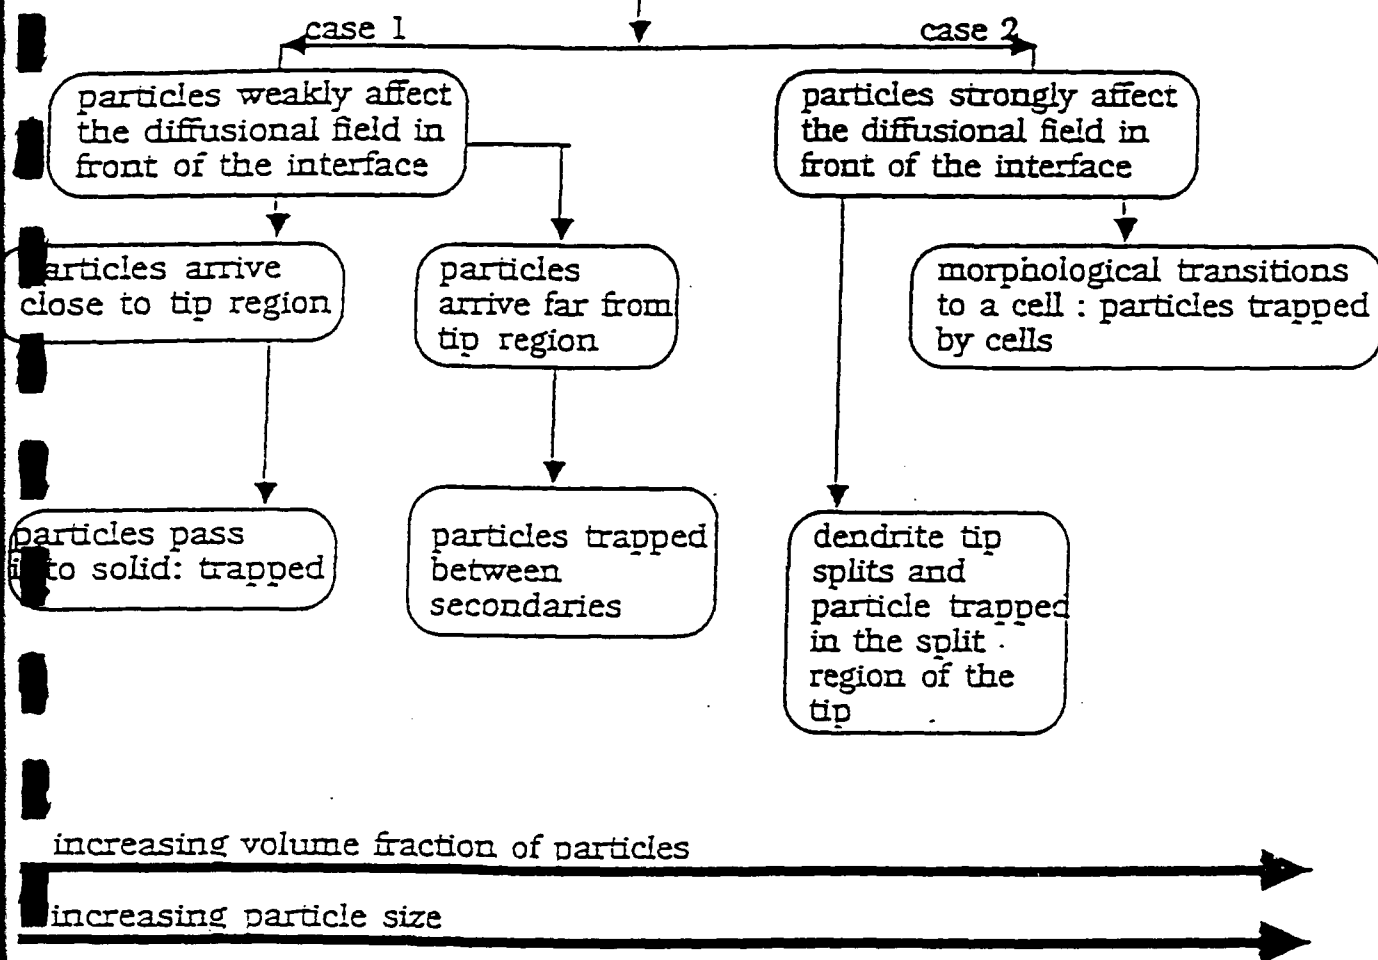 case 1
case 2
particles weakly affect
the diffusional field in
front of the interface
particles strongly affect
the diffusional field in
front of the interface
articles arrive
close to tip region
particles
arrive far from
tip region
morphological transitions
to a cell : particles trapped
by cells
particles pass
to solid: trapped
particles trapped
between
secondaries
dendrite tip
splits and
particle trapped
in the split
region of the
tip
increasing volume fraction of particles
increasing particle size